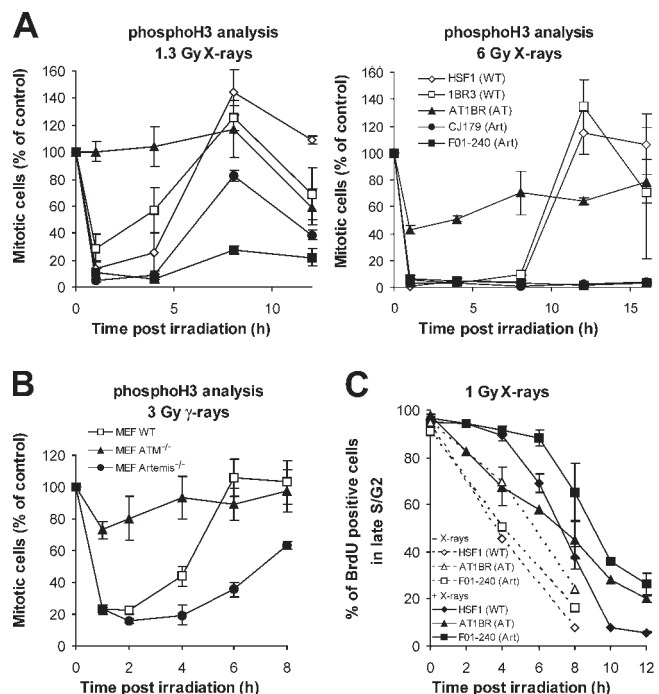 A
phosphoH3 analysis
1.3 Gy X-rays
Mitotic cells (% of control)
160
140
120
100
80
60
40
20
0
0
5
10
Time post irradiation (h)
phosphoH3 analysis
6 Gy X-rays
Mitotic cells (% of control)
160
140
120
100
80
60
40
20
0
HSF1 (WT)
1BR3 (WT)
AT1BR (AT)
CJ179 (Art)
F01-240 (Art)
0
5
10
15
Time post irradiation (h)
B
phosphoH3 analysis
3 Gy γ-rays
MEF WT
MEF ATM-/-
MEF Artemis-/-
Mitotic cells (% of control)
120
100
80
60
40
20
0
0
2
4
6
8
Time post irradiation (h)
C
1 Gy X-rays
% of BrdU positive cells
in late S/G2
100
80
60
40
20
0
- X-rays
HSF1 (WT)
AT1BR (AT)
F01-240 (Art)
+ X-rays
HSF1 (WT)
AT1BR (AT)
F01-240 (Art)
0
2
4
6
8
10
12
Time post irradiation (h)